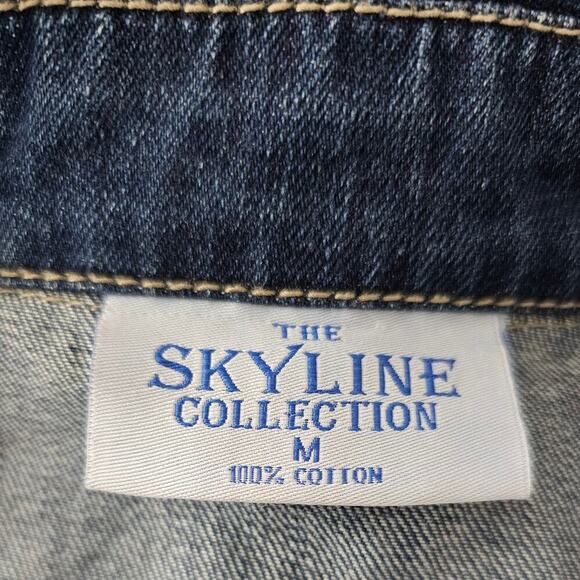 THE
SKYLINE
COLLECTION
M
100% COTTON